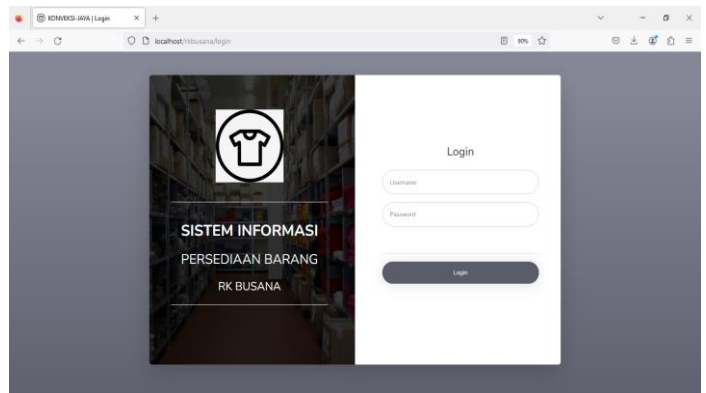 KONVEKSI-JAYA | Login
localhost/rkbusana/login
90%
SISTEM INFORMASI
PERSEDIAAN BARANG
RK BUSANA
Login
Username
Password
Login